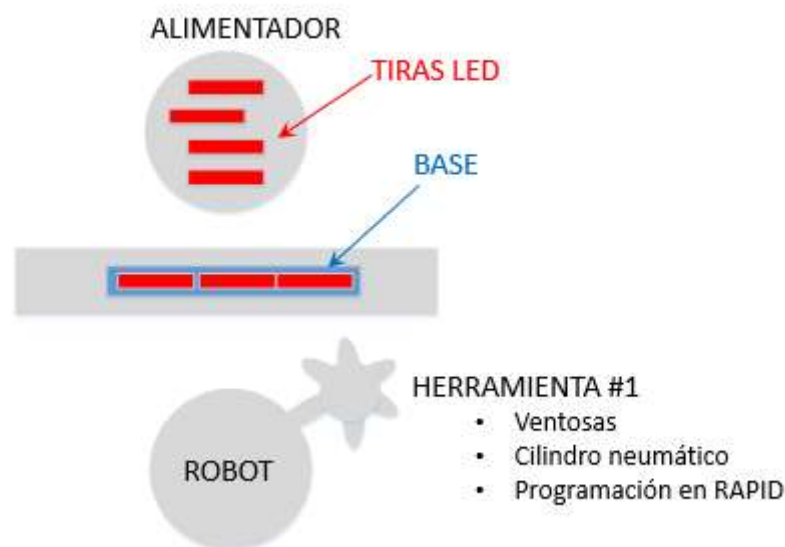 ALIMENTADOR
TIRAS LED
BASE
HERRAMIENTA #1
• Ventosas
• Cilindro neumático
• Programación en RAPID
ROBOT